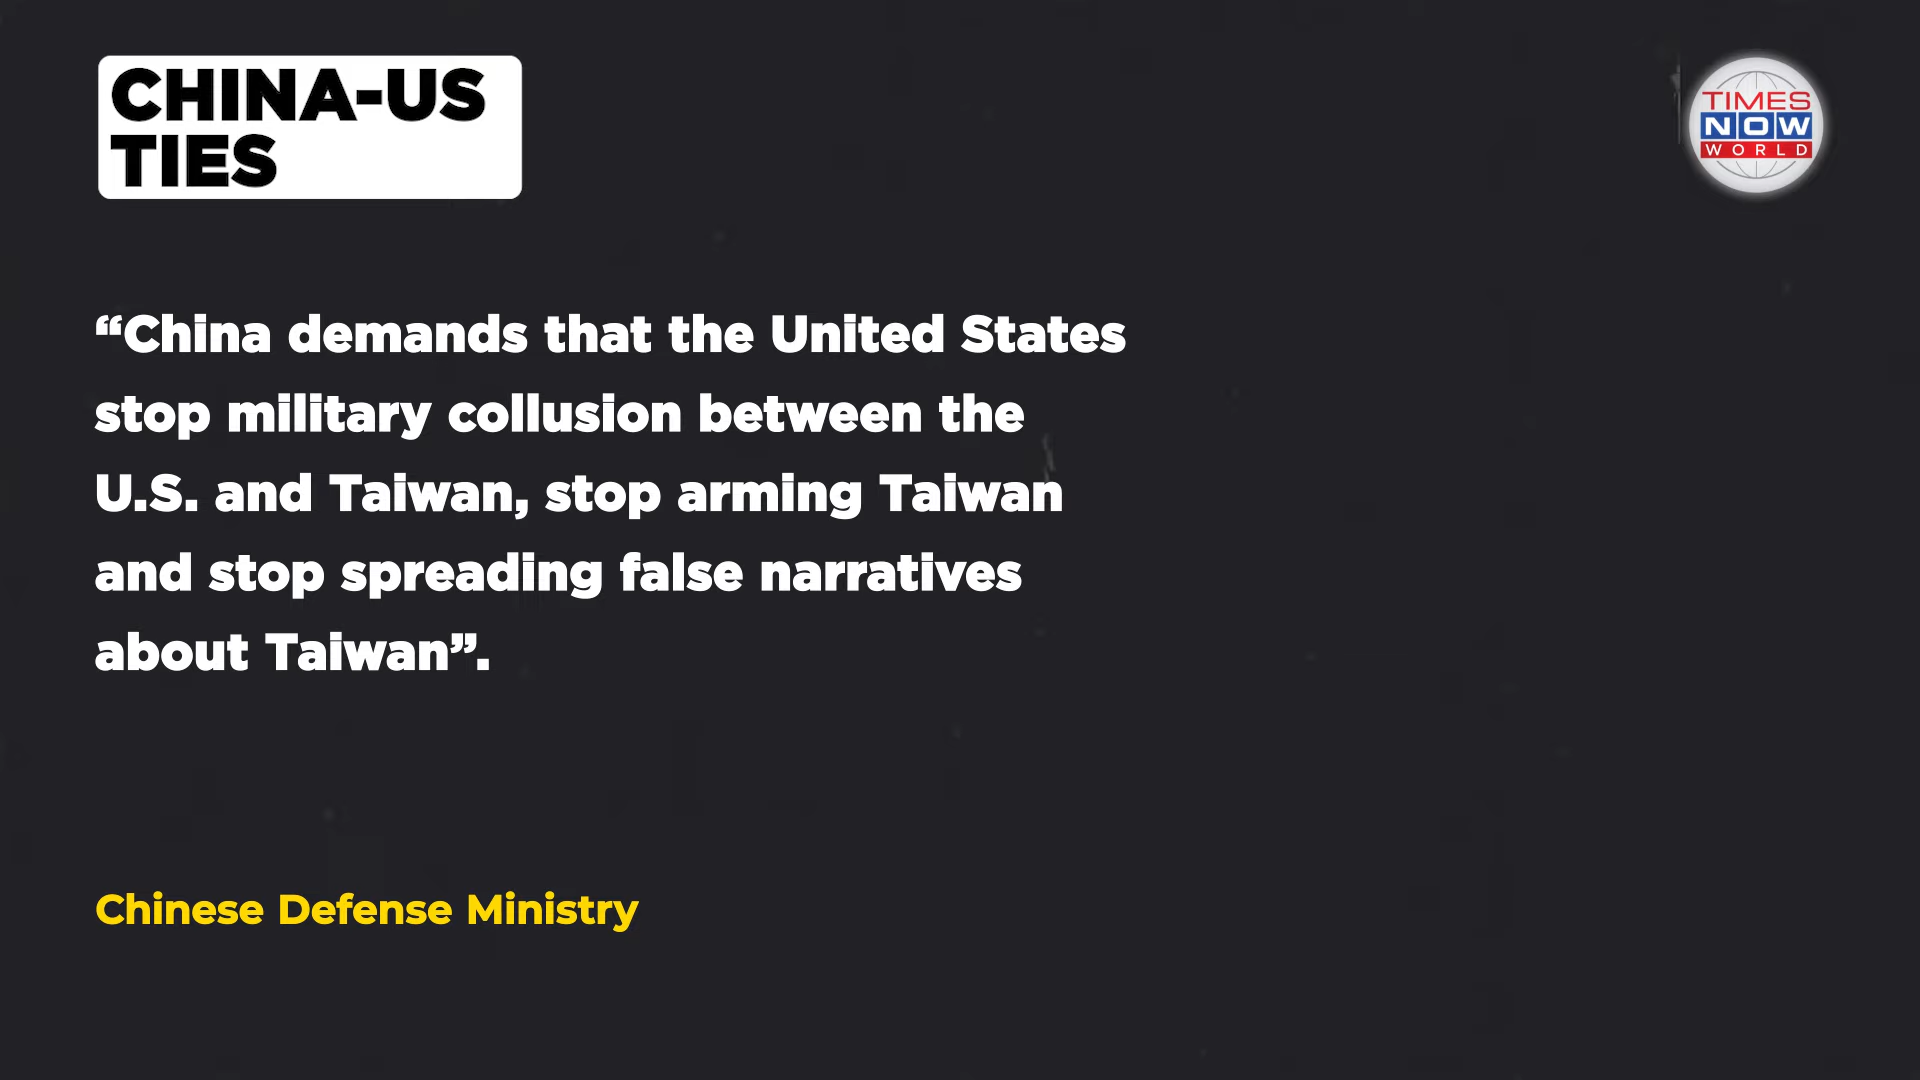 CHINA-US
TIES
TIMES
NOW
WORLD
“China demands that the United States
stop military collusion between the
U.S. and Taiwan, stop arming Taiwan
and stop spreading false narratives
about Taiwan”.
Chinese Defense Ministry